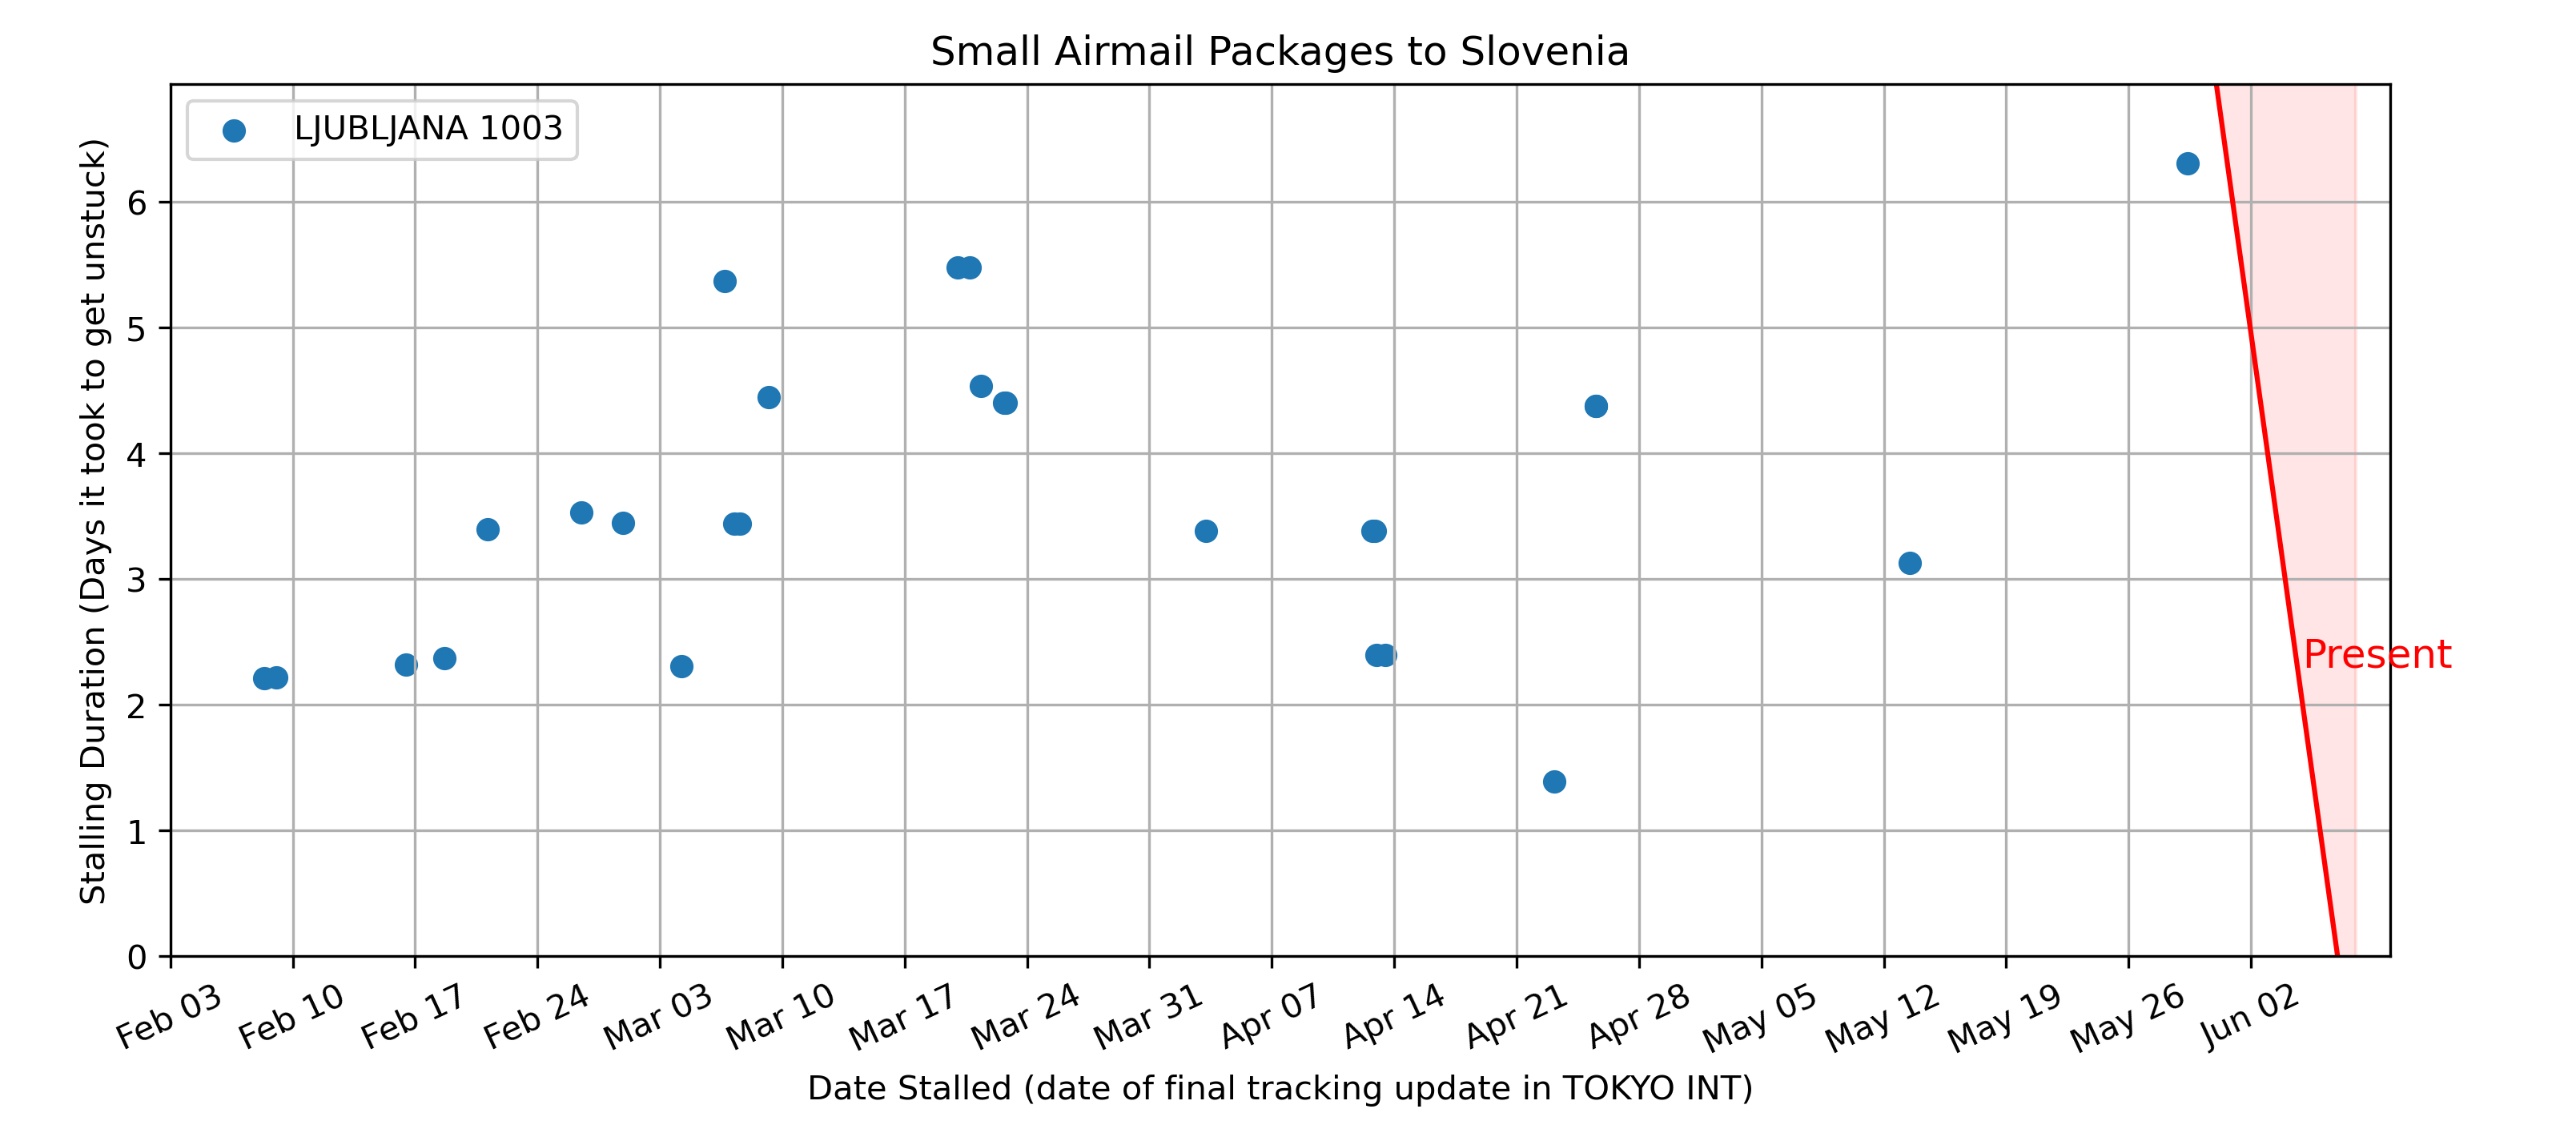 Small Airmail Packages to Slovenia
LJUBLJANA 1003
Stalling Duration (Days it took to get unstuck)
6
5
4
3
2
1
0
Present
Feb 03
Feb 10
Feb 17
Feb 24
Mar 03
Mar 10
Mar 17
Mar 24
Mar 31
Apr 07
Apr 14
Apr 21
Apr 28
May 05
May 12
May 19
May 26
Jun 02
Date Stalled (date of final tracking update in TOKYO INT)